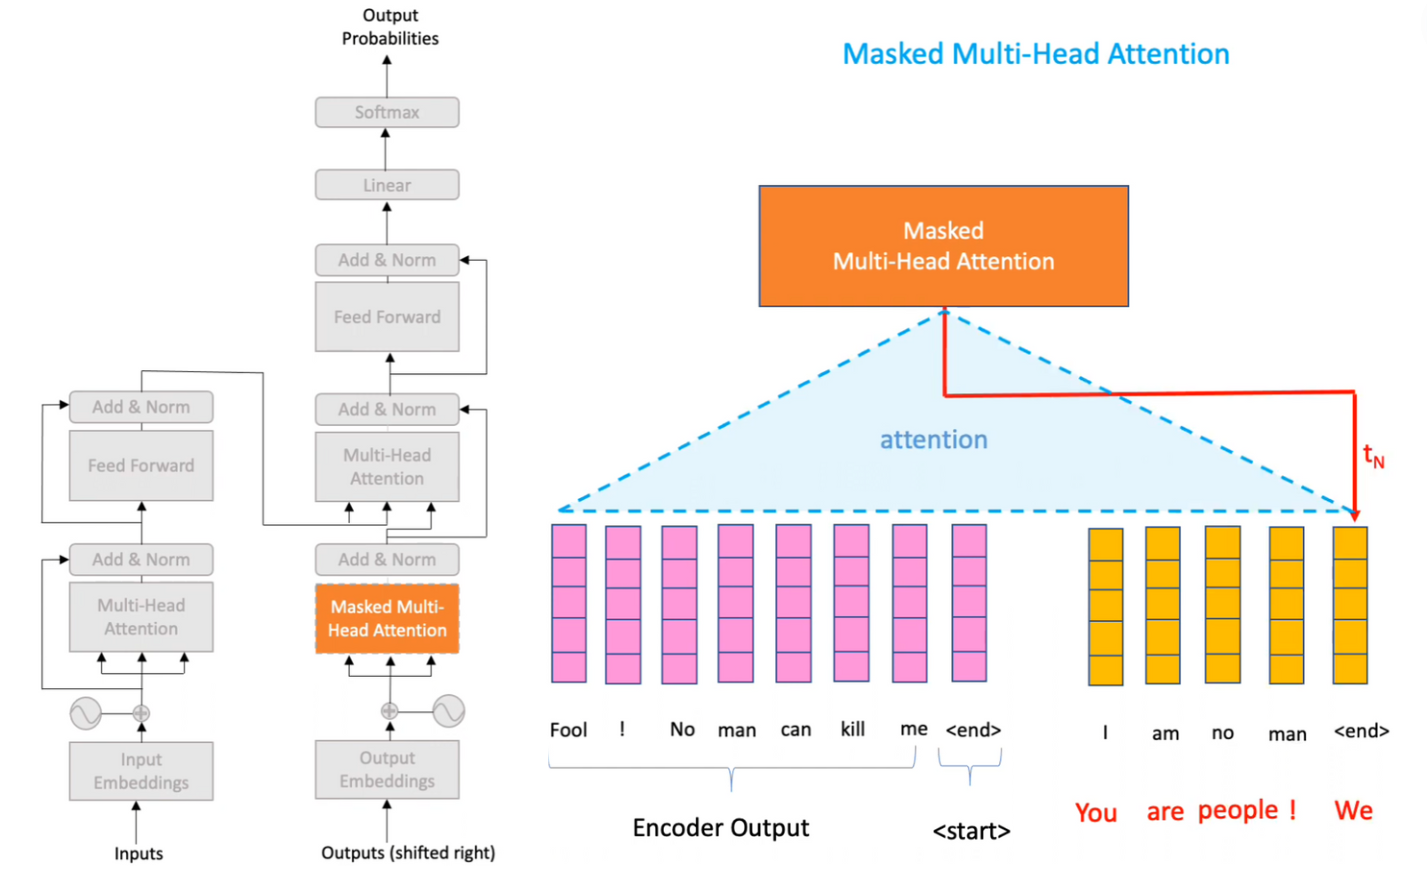 Output
Probabilities
Softmax
Linear
Add & Norm
Feed Forward
Add & Norm
Multi-Head
Attention
Add & Norm
Masked Multi-
Head Attention
Output
Embeddings
Outputs (shifted right)
Add & Norm
Feed Forward
Add & Norm
Multi-Head
Attention
Input
Embeddings
Inputs
Masked Multi-Head Attention
Masked
Multi-Head Attention
attention
tN
Fool ! No man can kill me <end>
I am no man <end>
Encoder Output
<start>
You are people ! We